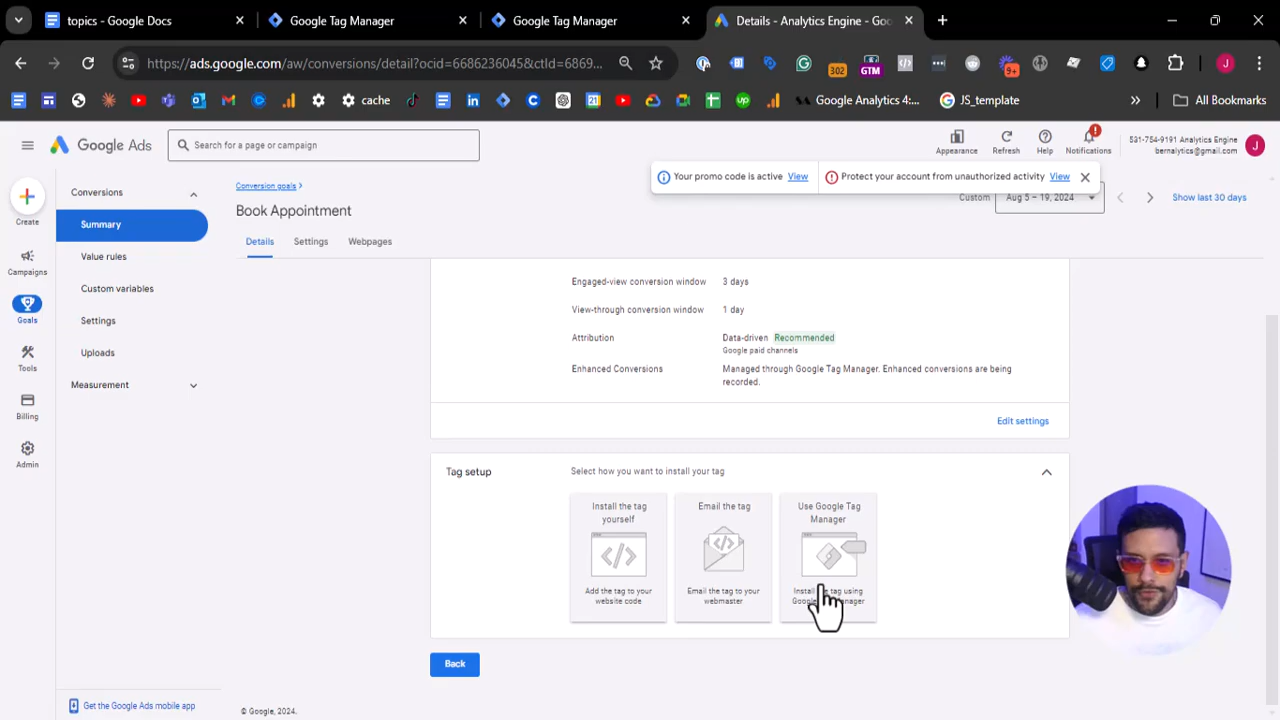 topics - Google Docs
Google Tag Manager
Google Tag Manager
Details - Analytics Engine - Goo
https://ads.google.com/aw/conversions/detail?ocid=6686236045&ctId=6869...
302
GTM
9+
J
cache
Google Analytics 4:...
JS_template
All Bookmarks
Google Ads
Search for a page or campaign
Appearance
Refresh
Help
Notifications
531-754-9191 Analytics Engine
bernalytics@gmail.com
J
Your promo code is active View
Protect your account from unauthorized activity View
Create
Campaigns
Goals
Tools
Billing
Admin
Conversions
Summary
Value rules
Custom variables
Settings
Uploads
Measurement
Get the Google Ads mobile app
Conversion goals
Book Appointment
Custom
Aug 5 – 19, 2024
Show last 30 days
Details
Settings
Webpages
Engaged-view conversion window 3 days
View-through conversion window 1 day
Attribution Data-driven Recommended
Google paid channels
Enhanced Conversions Managed through Google Tag Manager. Enhanced conversions are being
recorded.
Edit settings
Tag setup
Select how you want to install your tag
Install the tag
yourself
Add the tag to your
website code
Email the tag
Email the tag to your
webmaster
Use Google Tag
Manager
Install the tag using
Google Manager
Back
© Google, 2024.